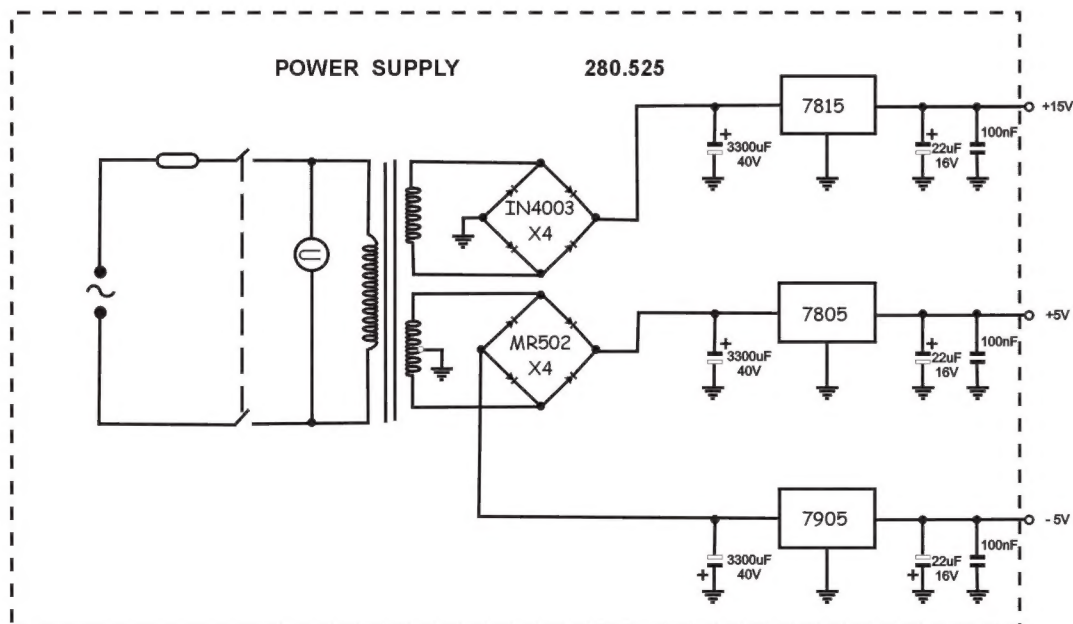 POWER SUPPLY 280.525
7815
+15V
+
3300uF
40V
+
22uF
16V
100nF
IN4003
X4
7805
+5V
+
3300uF
40V
+
22uF
16V
100nF
MR502
X4
7905
- 5V
3300uF
40V
+
22uF
16V
+
100nF